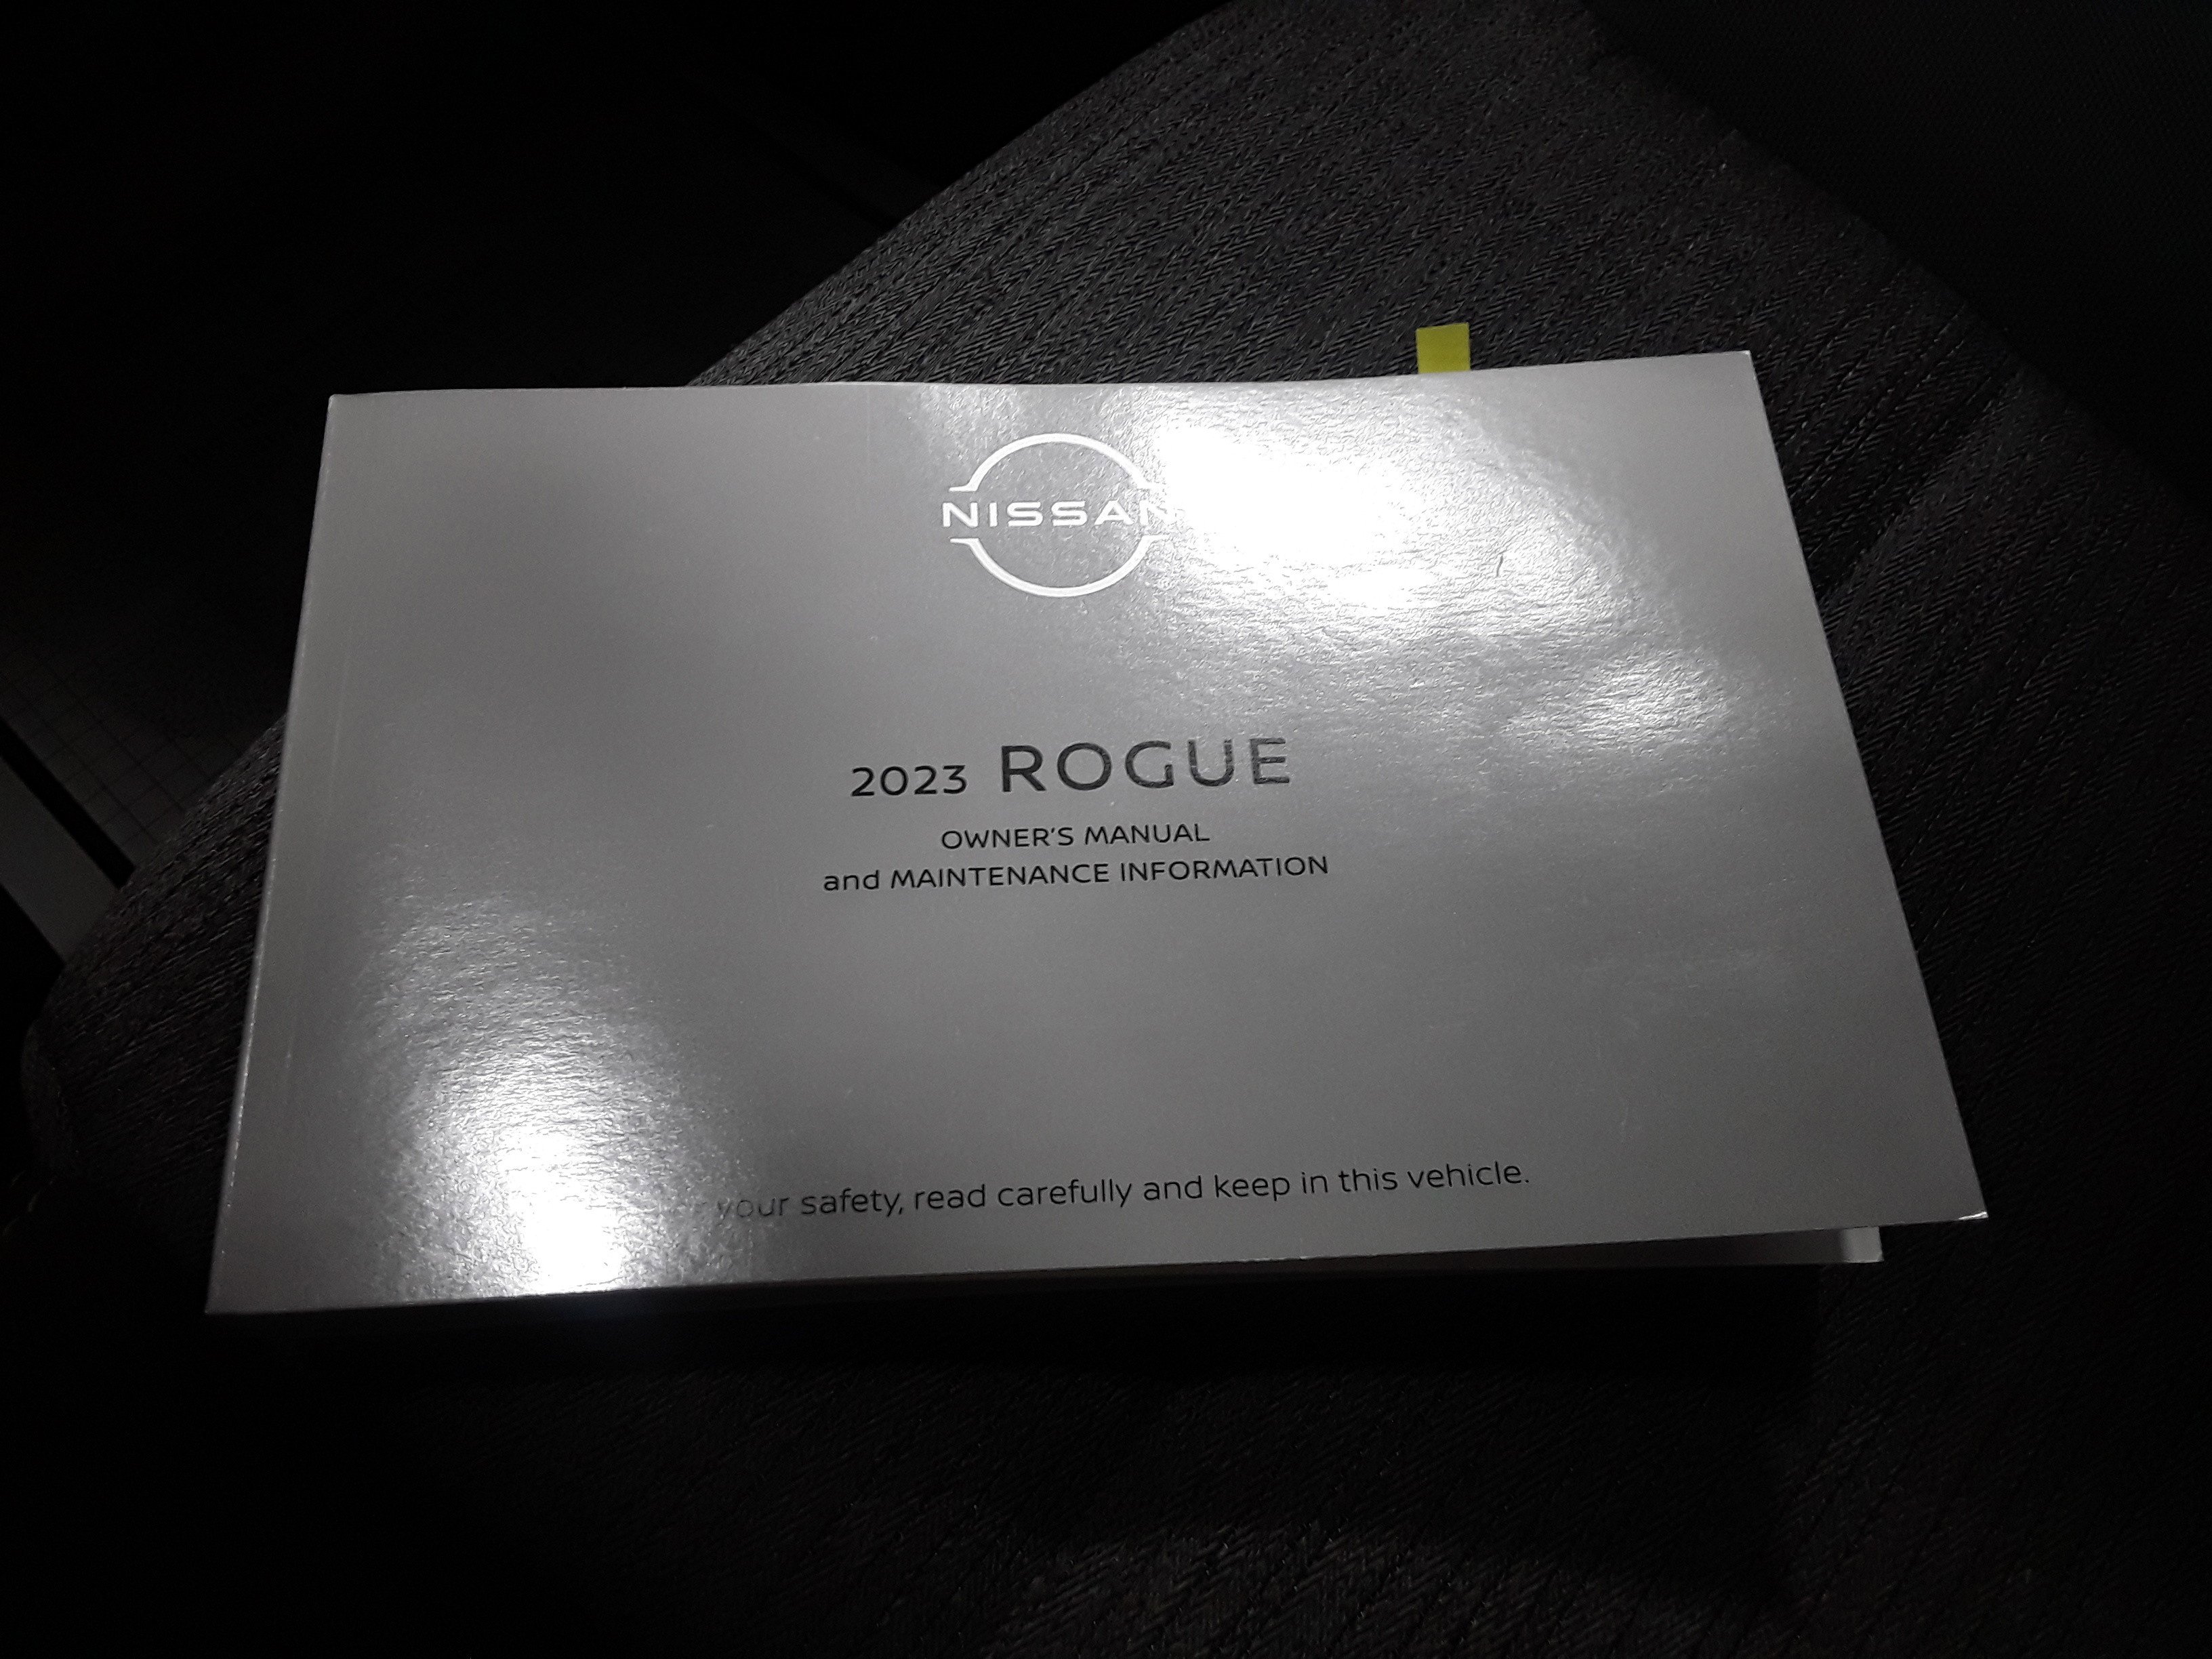 NISSAN
2023 ROGUE
OWNER'S MANUAL
and MAINTENANCE INFORMATION
your safety, read carefully and keep in this vehicle.